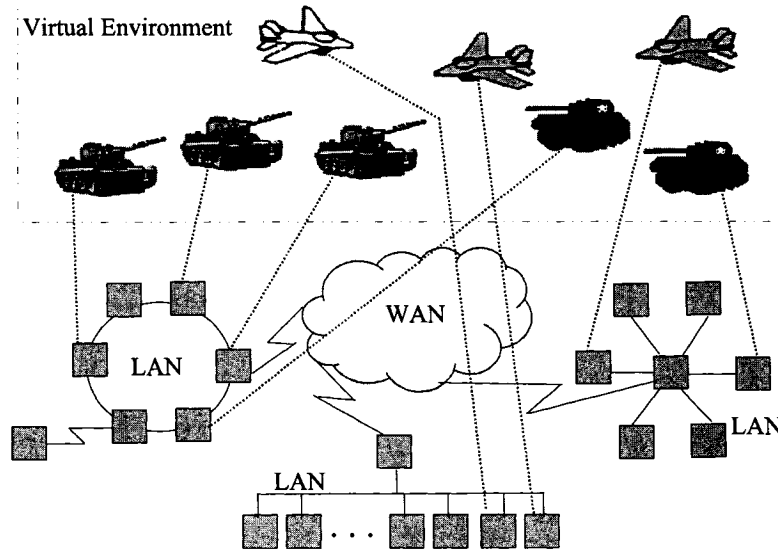 Virtual Environment
WAN
LAN
LAN
LAN
. . .